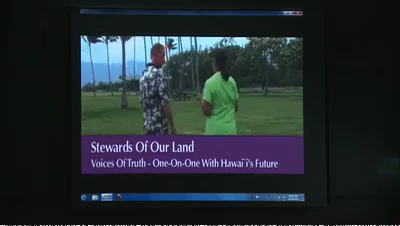 Stewards Of Our Land
Voices Of Truth - One-On-One With Hawai`i's Future